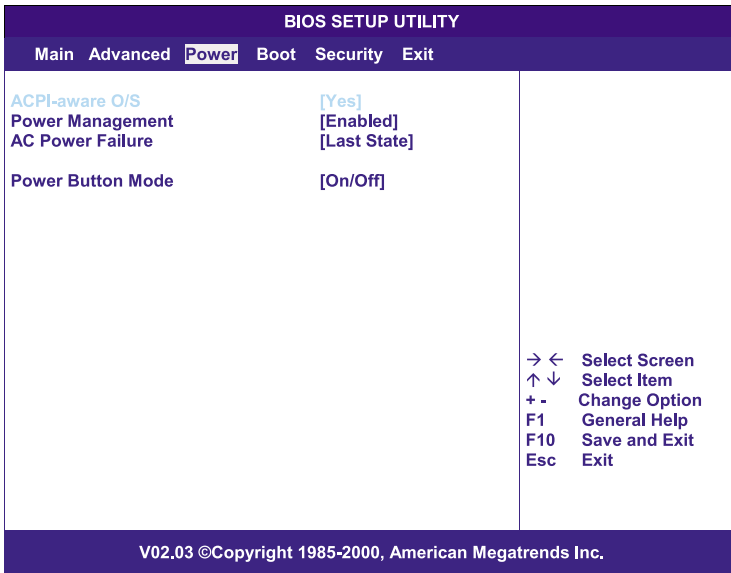 BIOS SETUP UTILITY
Main Advanced Power Boot Security Exit
ACPI-aware O/S [Yes]
Power Management [Enabled]
AC Power Failure [Last State]
Power Button Mode [On/Off]
→ ← Select Screen
↑ ↓ Select Item
+ - Change Option
F1 General Help
F10 Save and Exit
Esc Exit
V02.03 ©Copyright 1985-2000, American Megatrends Inc.